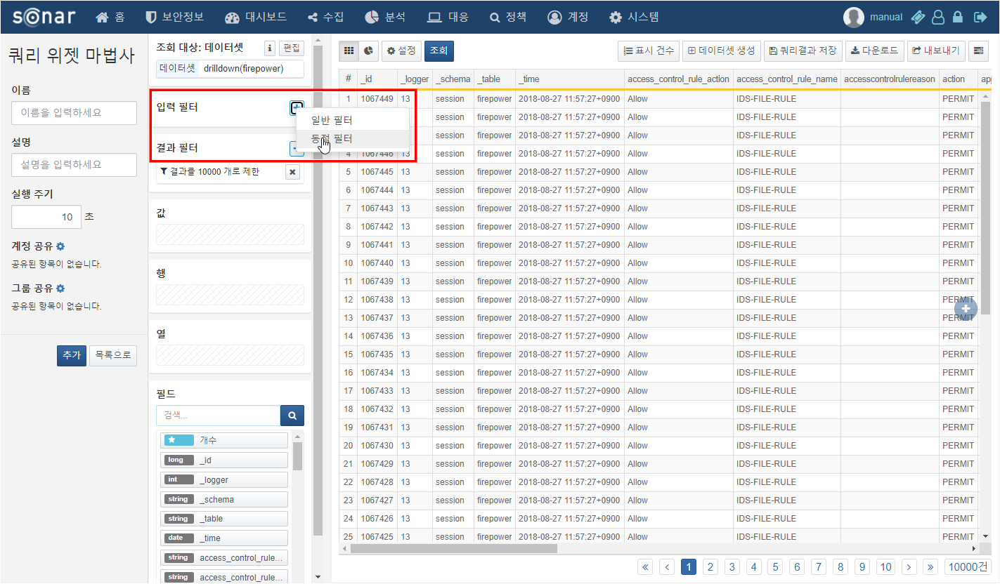 sonar 홈 보안정보 대시보드 수집 분석 대응 정책 계정 시스템 manual
쿼리 위젯 마법사
이름
이름을 입력하세요
설명
설명을 입력하세요
실행 주기
10 초
계정 공유
공유된 항목이 없습니다.
그룹 공유
공유된 항목이 없습니다.
추가 목록으로
조회 대상: 데이터셋 i 편집
데이터셋 drilldown(firepower)
입력 필터
일반 필터
동적 필터
결과 필터
결과를 10000 개로 제한
값
행
열
필드
검색...
개수
long _id
int _logger
string _schema
string _table
date _time
string access_control_rule...
string access_control_rule...
설정 조회 표시 건수 데이터셋 생성 쿼리결과 저장 다운로드 내보내기
# _id _logger _schema _table _time access_control_rule_action access_control_rule_name accesscontrolrulereason action app
1 1067449 13 session firepower 2018-08-27 11:57:27+0900 Allow IDS-FILE-RULE PERMIT
session firepower 2018-08-27 11:57:27+0900 Allow IDS-FILE-RULE PERMIT
session firepower 2018-08-27 11:57:27+0900 Allow IDS-FILE-RULE PERMIT
4 1067446 13 session firepower 2018-08-27 11:57:27+0900 Allow IDS-FILE-RULE PERMIT
5 1067445 13 session firepower 2018-08-27 11:57:27+0900 Allow IDS-FILE-RULE PERMIT
6 1067444 13 session firepower 2018-08-27 11:57:27+0900 Allow IDS-FILE-RULE PERMIT
7 1067443 13 session firepower 2018-08-27 11:57:27+0900 Allow IDS-FILE-RULE PERMIT
8 1067442 13 session firepower 2018-08-27 11:57:27+0900 Allow IDS-FILE-RULE PERMIT
9 1067441 13 session firepower 2018-08-27 11:57:27+0900 Allow IDS-FILE-RULE PERMIT
10 1067440 13 session firepower 2018-08-27 11:57:27+0900 Allow IDS-FILE-RULE PERMIT
11 1067439 13 session firepower 2018-08-27 11:57:27+0900 Allow IDS-FILE-RULE PERMIT
12 1067438 13 session firepower 2018-08-27 11:57:27+0900 Allow IDS-FILE-RULE PERMIT
13 1067437 13 session firepower 2018-08-27 11:57:27+0900 Allow IDS-FILE-RULE PERMIT
14 1067436 13 session firepower 2018-08-27 11:57:27+0900 Allow IDS-FILE-RULE PERMIT
15 1067435 13 session firepower 2018-08-27 11:57:27+0900 Allow IDS-FILE-RULE PERMIT
16 1067434 13 session firepower 2018-08-27 11:57:27+0900 Allow IDS-FILE-RULE PERMIT
17 1067433 13 session firepower 2018-08-27 11:57:27+0900 Allow IDS-FILE-RULE PERMIT
18 1067432 13 session firepower 2018-08-27 11:57:27+0900 Allow IDS-FILE-RULE PERMIT
19 1067431 13 session firepower 2018-08-27 11:57:27+0900 Allow IDS-FILE-RULE PERMIT
20 1067430 13 session firepower 2018-08-27 11:57:27+0900 Allow IDS-FILE-RULE PERMIT
21 1067429 13 session firepower 2018-08-27 11:57:27+0900 Allow IDS-FILE-RULE PERMIT
22 1067428 13 session firepower 2018-08-27 11:57:27+0900 Allow IDS-FILE-RULE PERMIT
23 1067427 13 session firepower 2018-08-27 11:57:27+0900 Allow IDS-FILE-RULE PERMIT
24 1067426 13 session firepower 2018-08-27 11:57:27+0900 Allow IDS-FILE-RULE PERMIT
25 1067425 13 session firepower 2018-08-27 11:57:27+0900 Allow IDS-FILE-RULE PERMIT
« ‹ 1 2 3 4 5 6 7 8 9 10 › » 10000건